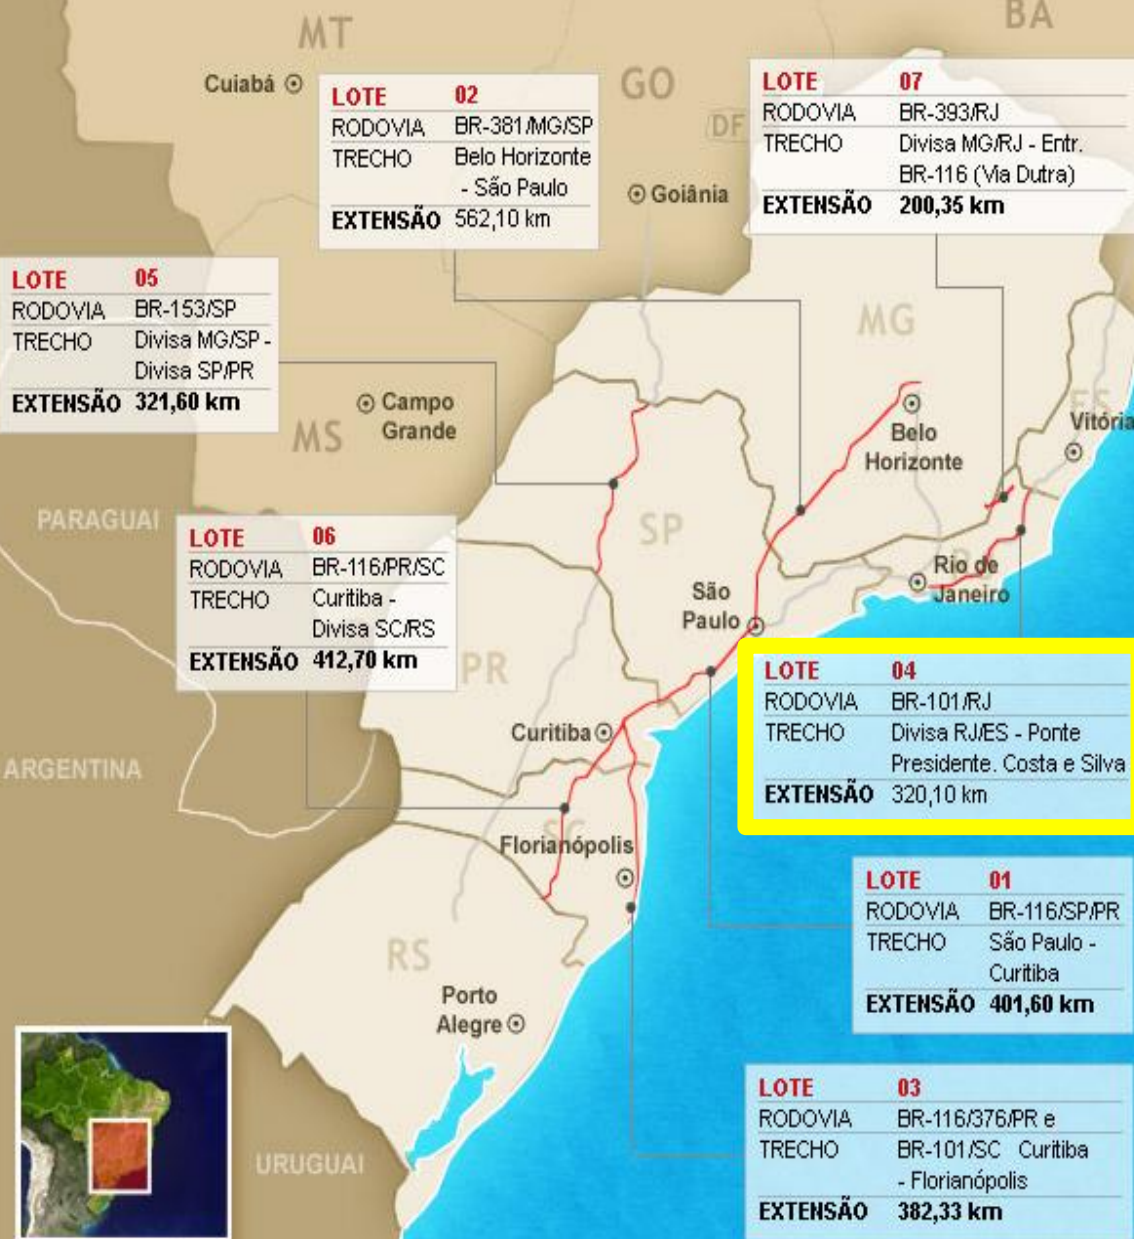 MT
BA
Cuiabá
GO
DF
Goiânia
LOTE 02
RODOVIA BR-381/MG/SP
TRECHO Belo Horizonte
- São Paulo
EXTENSÃO 562,10 km
LOTE 07
RODOVIA BR-393/RJ
TRECHO Divisa MG/RJ - Entr.
BR-116 (Via Dutra)
EXTENSÃO 200,35 km
LOTE 05
RODOVIA BR-153/SP
TRECHO Divisa MG/SP -
Divisa SP/PR
EXTENSÃO 321,60 km
MG
Campo
Grande
MS
ES
Vitória
Belo
Horizonte
PARAGUAI
SP
LOTE 06
RODOVIA BR-116/PR/SC
TRECHO Curitiba -
Divisa SC/RS
EXTENSÃO 412,70 km
RJ
Rio de
Janeiro
São
Paulo
PR
LOTE 04
RODOVIA BR-101/RJ
TRECHO Divisa RJ/ES - Ponte
Presidente. Costa e Silva
EXTENSÃO 320,10 km
Curitiba
ARGENTINA
SC
Florianópolis
LOTE 01
RODOVIA BR-116/SP/PR
TRECHO São Paulo -
Curitiba
EXTENSÃO 401,60 km
RS
Porto
Alegre
LOTE 03
RODOVIA BR-116/376/PR e
TRECHO BR-101/SC Curitiba
- Florianópolis
EXTENSÃO 382,33 km
URUGUAI